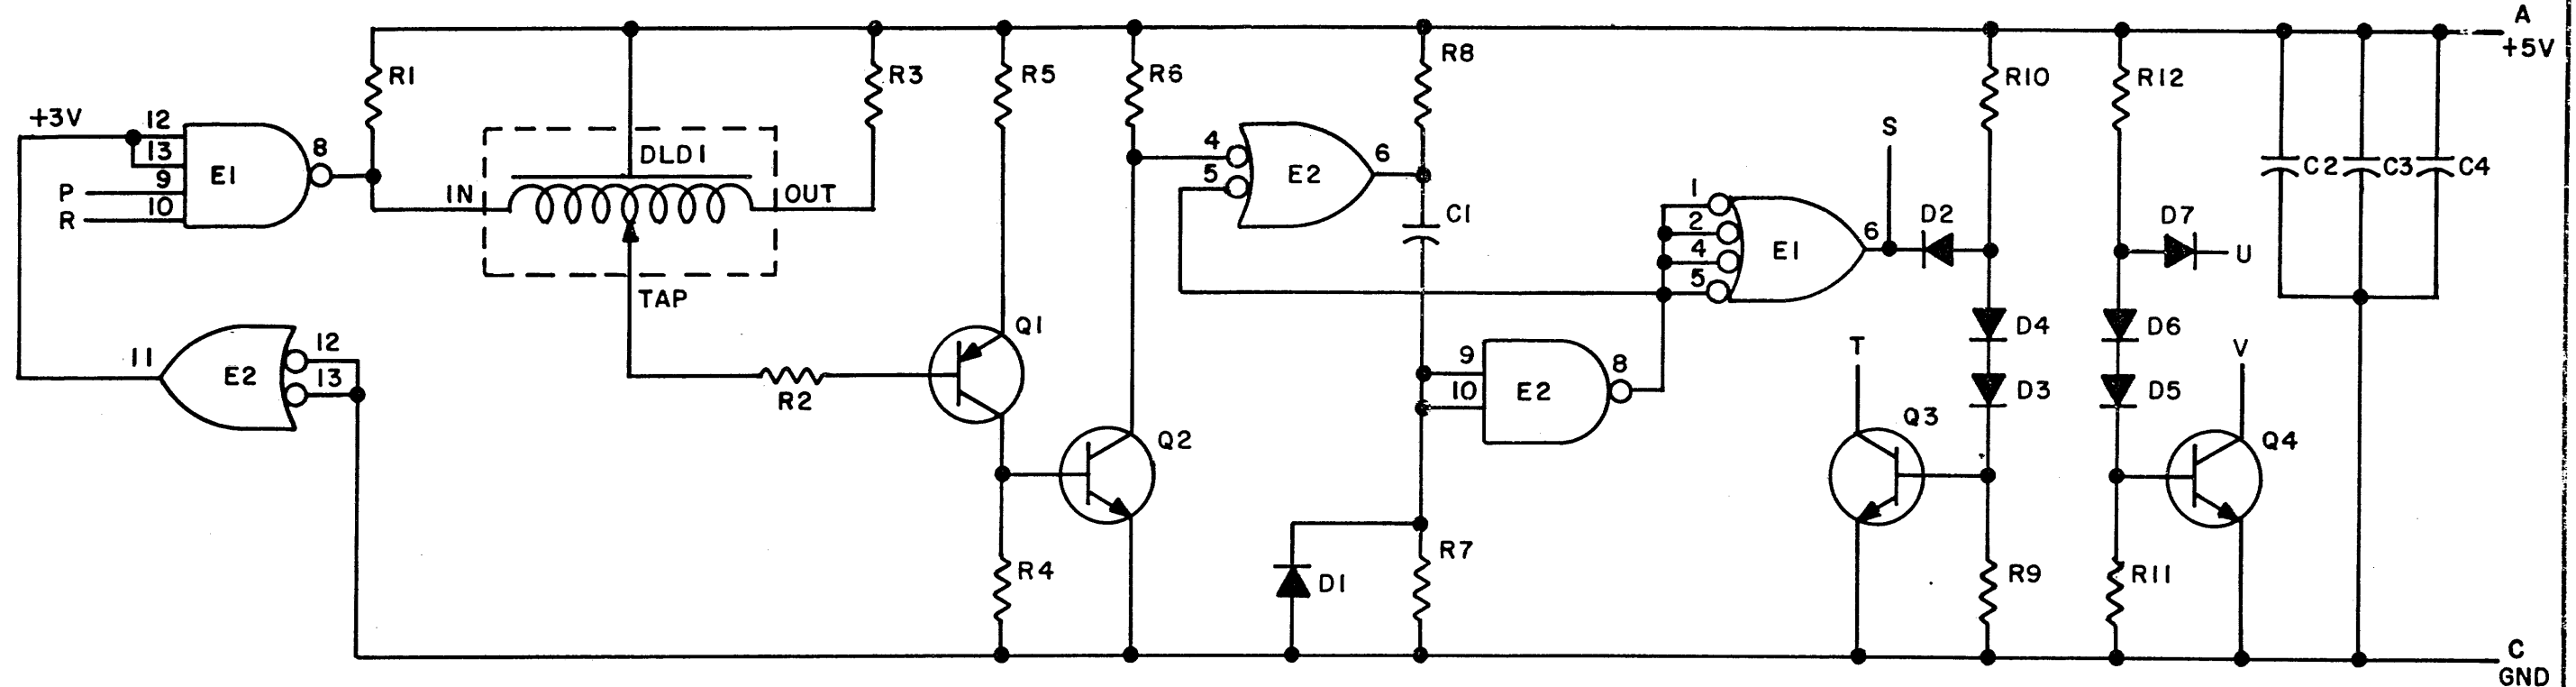 A
+5V
R1
R3
R5
R6
R8
R10
R12
+3V
12
13
9
10
E1
8
P
R
DLD1
IN
OUT
TAP
4
5
E2
6
C1
S
1
2
4
5
E1
6
D2
D7
U
C2
C3
C4
11
E2
12
13
R2
Q1
Q2
9
10
E2
8
T
D4
D3
D6
D5
V
Q3
Q4
R4
D1
R7
R9
R11
C
GND